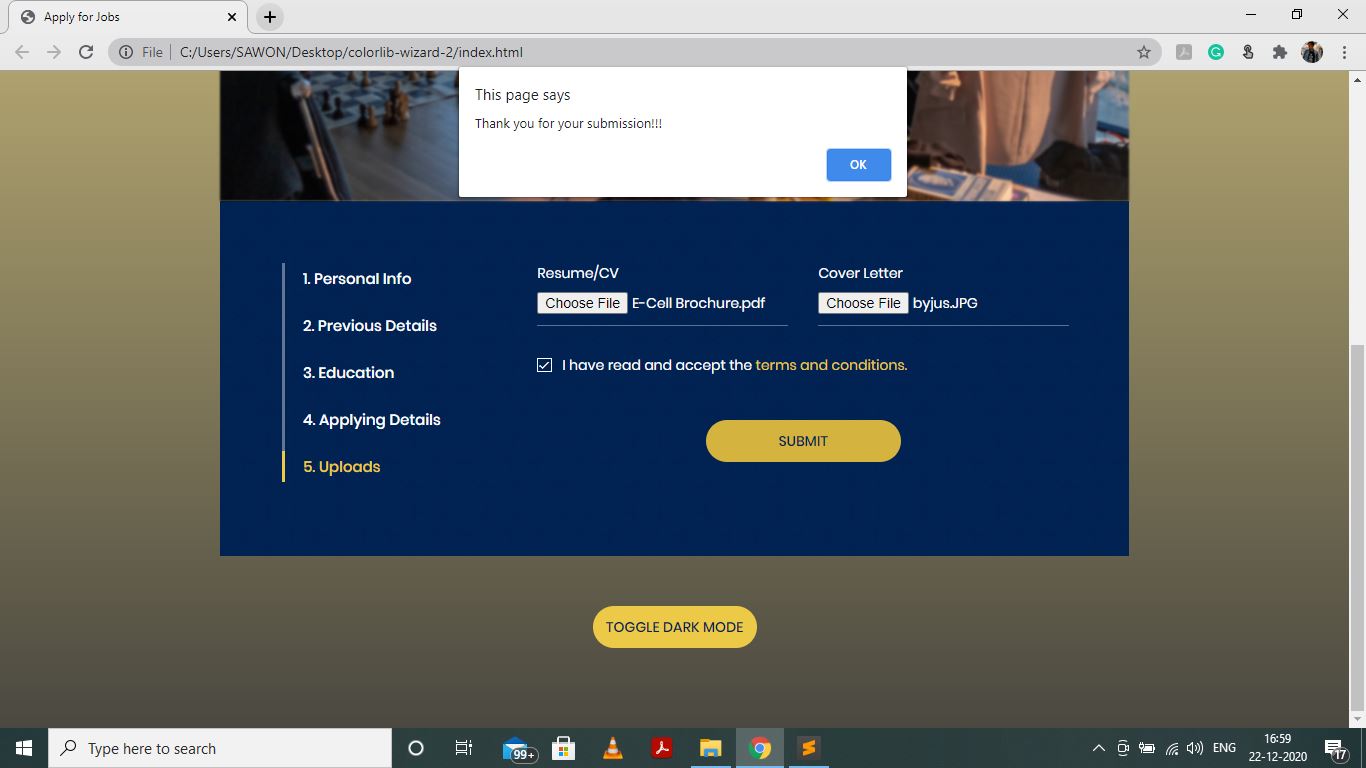 Apply for Jobs
File
C:/Users/SAWON/Desktop/colorlib-wizard-2/index.html
This page says
Thank you for your submission!!!
OK
1. Personal Info
2. Previous Details
3. Education
4. Applying Details
5. Uploads
Resume/CV
Choose File E-Cell Brochure.pdf
Cover Letter
Choose File byjus.JPG
I have read and accept the terms and conditions.
SUBMIT
TOGGLE DARK MODE
Type here to search
99+
ENG
16:59
22-12-2020
17